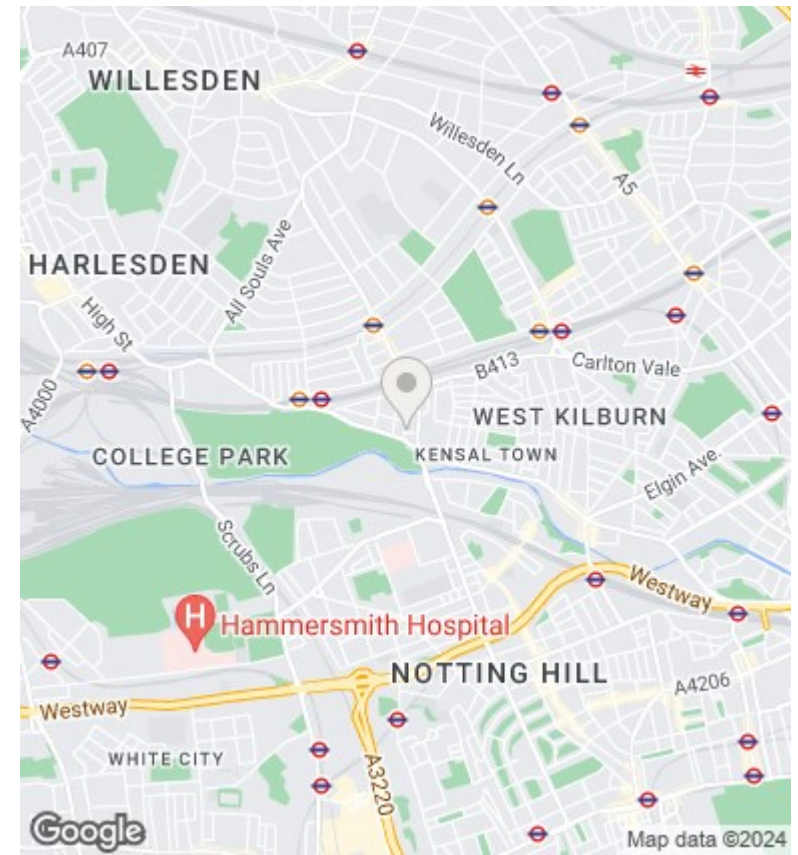 A407
WILLESDEN
Willesden Ln
A5
HARLESDEN
All Souls Ave
High St
B413
Carlton Vale
A4000
WEST KILBURN
COLLEGE PARK
KENSAL TOWN
Elgin Ave.
Scrubs Ln
Westway
H
Hammersmith Hospital
NOTTING HILL
A4206
Westway
WHITE CITY
A3220
Google
Map data ©2024